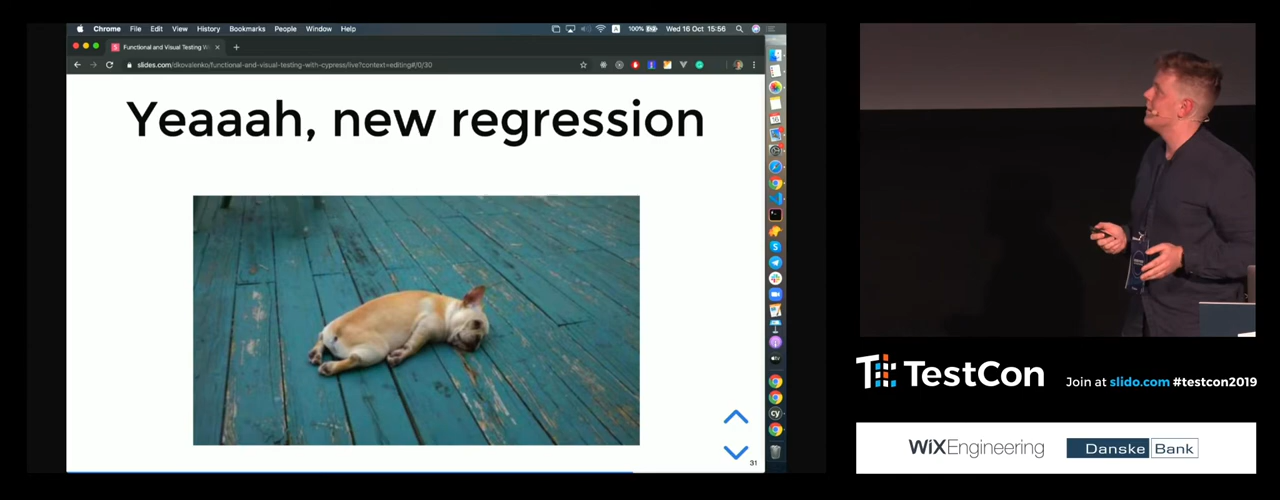 Chrome File Edit View History Bookmarks People Window Help
100% Wed 16 Oct 15:56
Functional and Visual Testing W
slides.com/dkovalenko/functional-and-visual-testing-with-cypress/live?context=editing#/0/30
Yeaaah, new regression
31
TestCon
Join at slido.com #testcon2019
WiX Engineering
Danske Bank